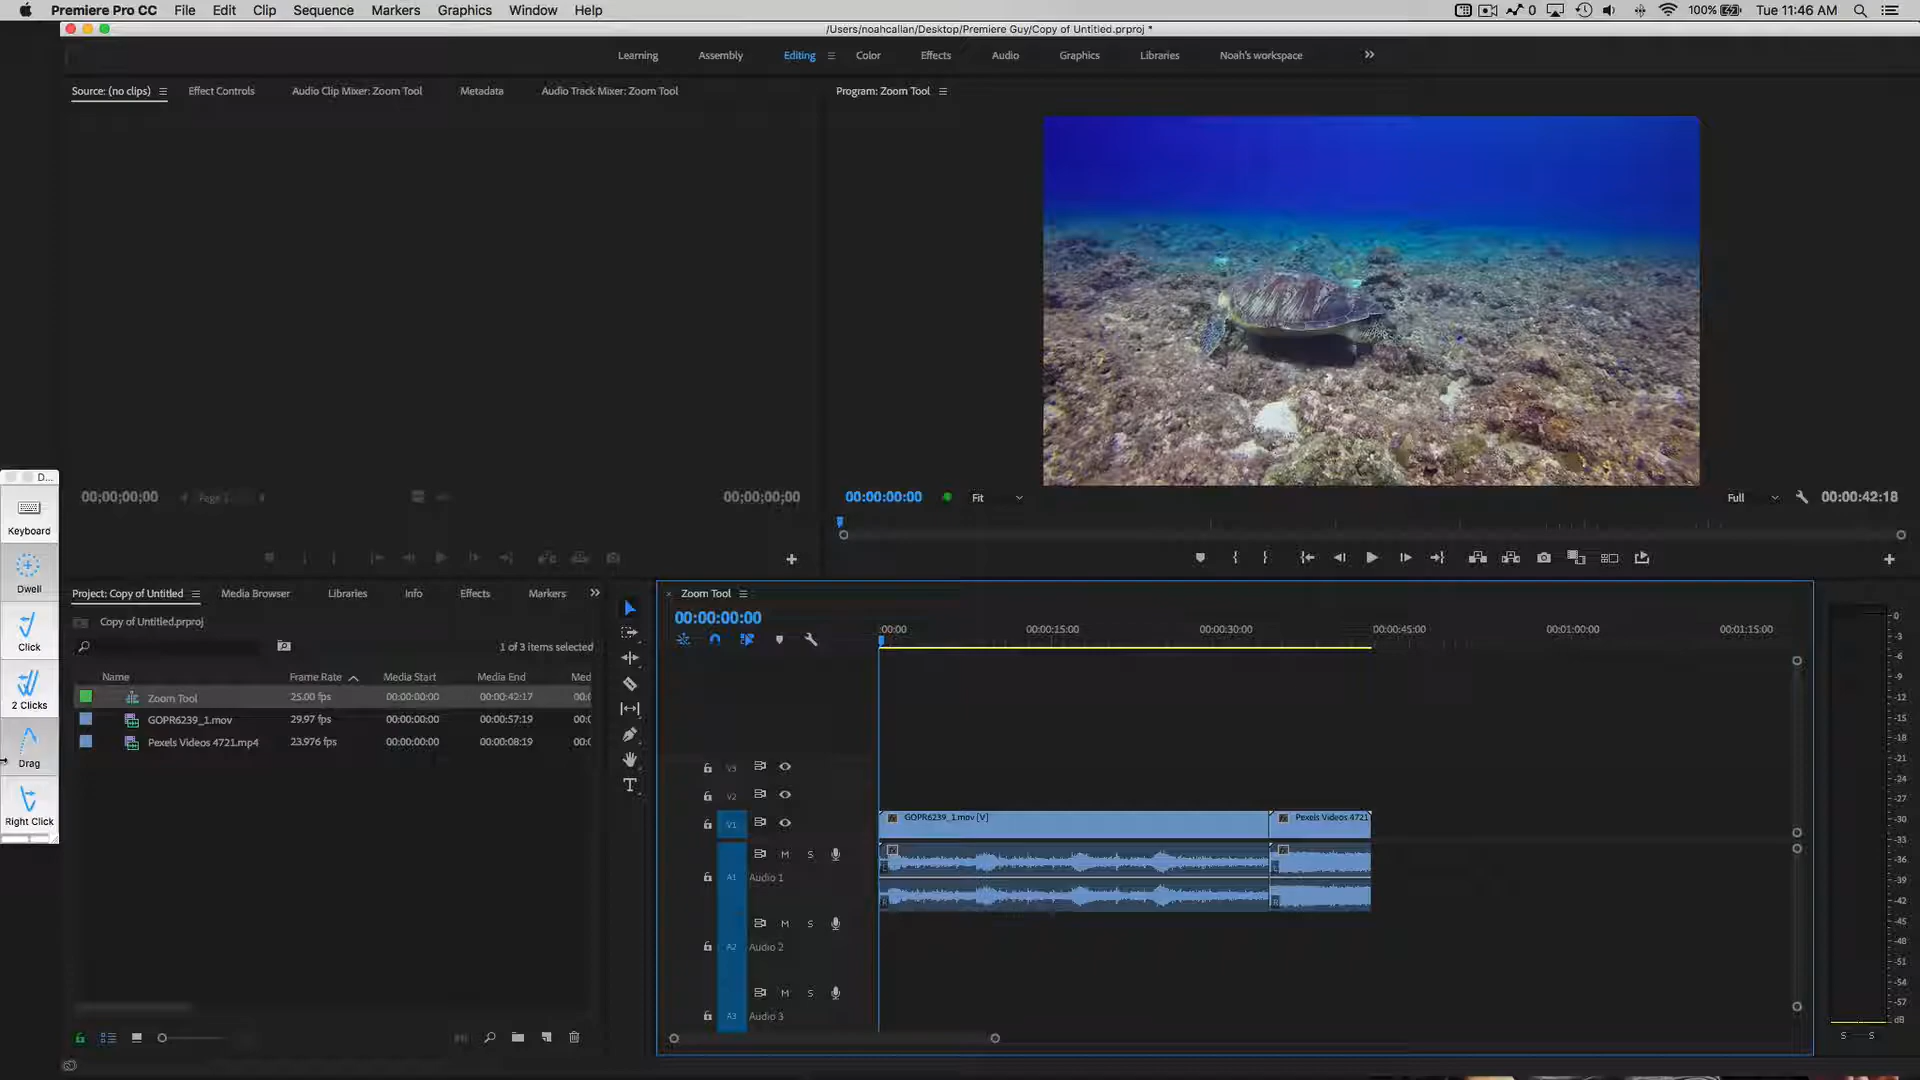 Premiere Pro CC File Edit Clip Sequence Markers Graphics Window Help 0 100% Tue 11:46 AM
/Users/noahcallan/Desktop/Premiere Guy/Copy of Untitled.prproj *
Learning Assembly Editing Color Effects Audio Graphics Libraries Noah's workspace
Source: (no clips) Effect Controls Audio Clip Mixer: Zoom Tool Metadata Audio Track Mixer: Zoom Tool Program: Zoom Tool
D...
Keyboard
Dwell
Click
2 Clicks
Drag
Right Click
00;00;00;00 Page 1 00;00;00;00 00:00:00:00 Fit Full 00:00:42:18
Project: Copy of Untitled Media Browser Libraries Info Effects Markers
Copy of Untitled.prproj
1 of 3 items selected
Name Frame Rate Media Start Media End Med
Zoom Tool 25.00 fps 00:00:00:00 00:00:42:17 00:0
GOPR6239_1.mov 29.97 fps 00:00:00:00 00:00:57:19 00:0
Pexels Videos 4721.mp4 23.976 fps 00:00:00:00 00:00:08:19 00:0
T
× Zoom Tool
00:00:00:00
:00:00 00:00:15:00 00:00:30:00 00:00:45:00 00:01:00:00 00:01:15:00
V3
V2
V1 GOPR6239_1.mov [V] Pexels Videos 4721
M S
A1 Audio 1
L L
R R
M S
A2 Audio 2
M S
A3 Audio 3
0
-3
-6
-9
-12
-15
-18
-21
-24
-27
-30
-33
-36
-39
-42
-45
-48
-51
-54
-57
dB
S S